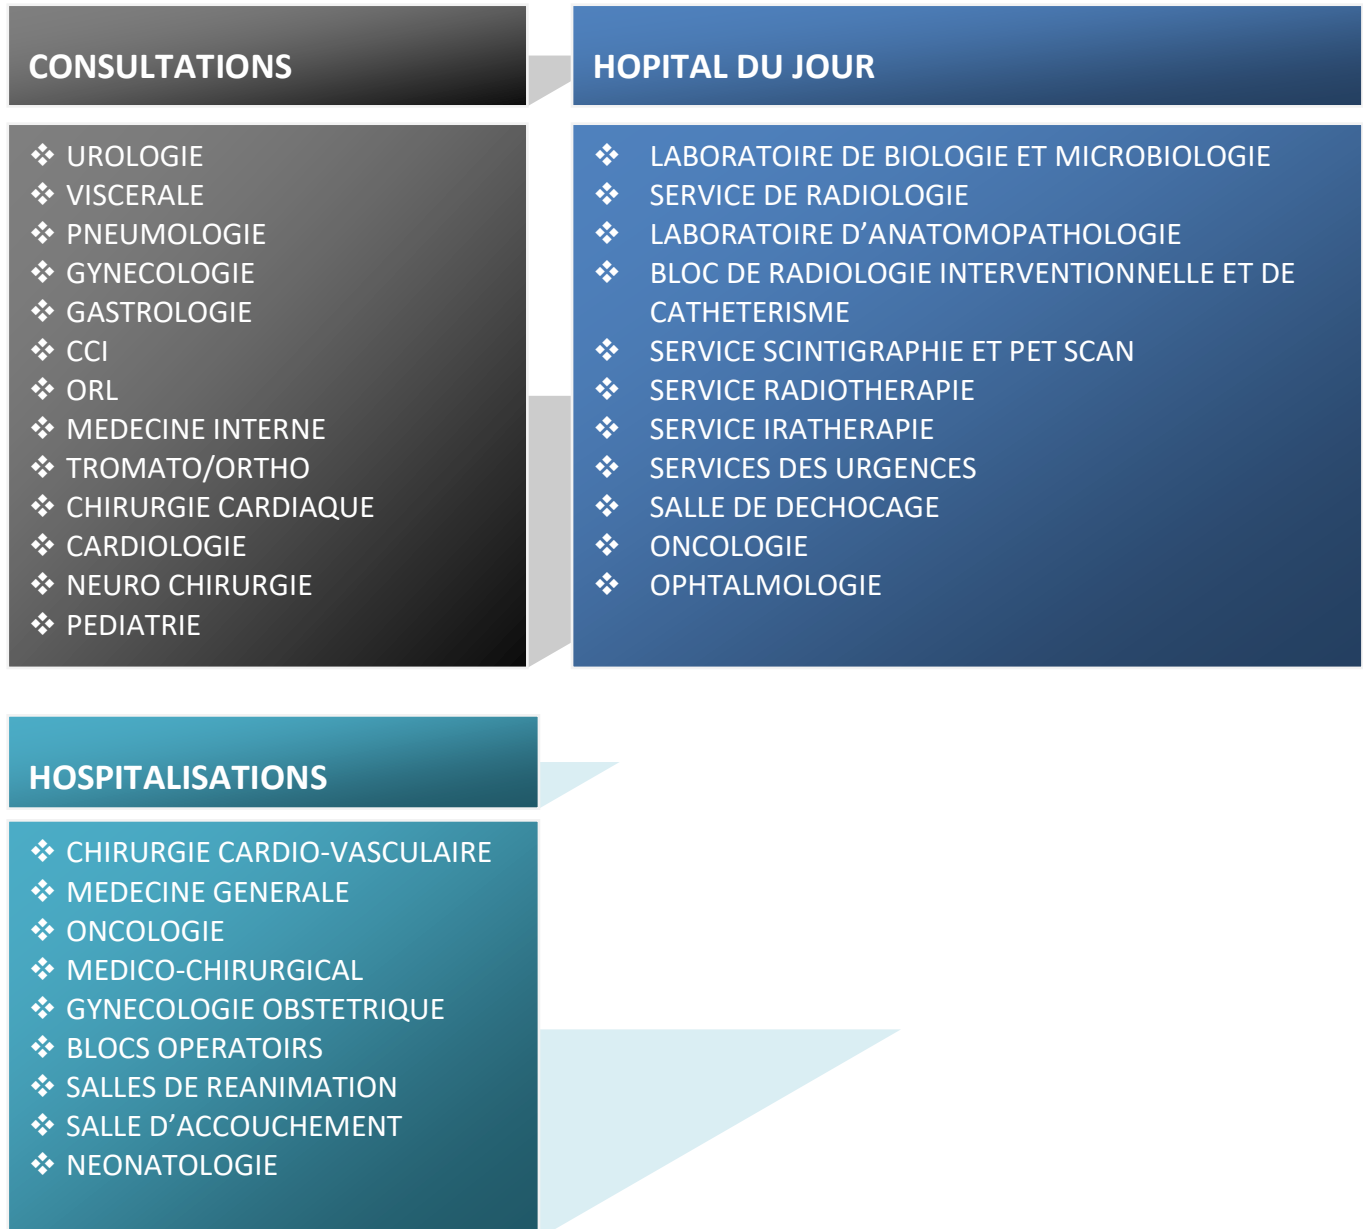 CONSULTATIONS
❖ UROLOGIE
❖ VISCERALE
❖ PNEUMOLOGIE
❖ GYNECOLOGIE
❖ GASTROLOGIE
❖ CCI
❖ ORL
❖ MEDECINE INTERNE
❖ TROMATO/ORTHO
❖ CHIRURGIE CARDIAQUE
❖ CARDIOLOGIE
❖ NEURO CHIRURGIE
❖ PEDIATRIE
HOPITAL DU JOUR
❖ LABORATOIRE DE BIOLOGIE ET MICROBIOLOGIE
❖ SERVICE DE RADIOLOGIE
❖ LABORATOIRE D’ANATOMOPATHOLOGIE
❖ BLOC DE RADIOLOGIE INTERVENTIONNELLE ET DE
CATHETERISME
❖ SERVICE SCINTIGRAPHIE ET PET SCAN
❖ SERVICE RADIOTHERAPIE
❖ SERVICE IRATHERAPIE
❖ SERVICES DES URGENCES
❖ SALLE DE DECHOCAGE
❖ ONCOLOGIE
❖ OPHTALMOLOGIE
HOSPITALISATIONS
❖ CHIRURGIE CARDIO-VASCULAIRE
❖ MEDECINE GENERALE
❖ ONCOLOGIE
❖ MEDICO-CHIRURGICAL
❖ GYNECOLOGIE OBSTETRIQUE
❖ BLOCS OPERATOIRS
❖ SALLES DE REANIMATION
❖ SALLE D’ACCOUCHEMENT
❖ NEONATOLOGIE